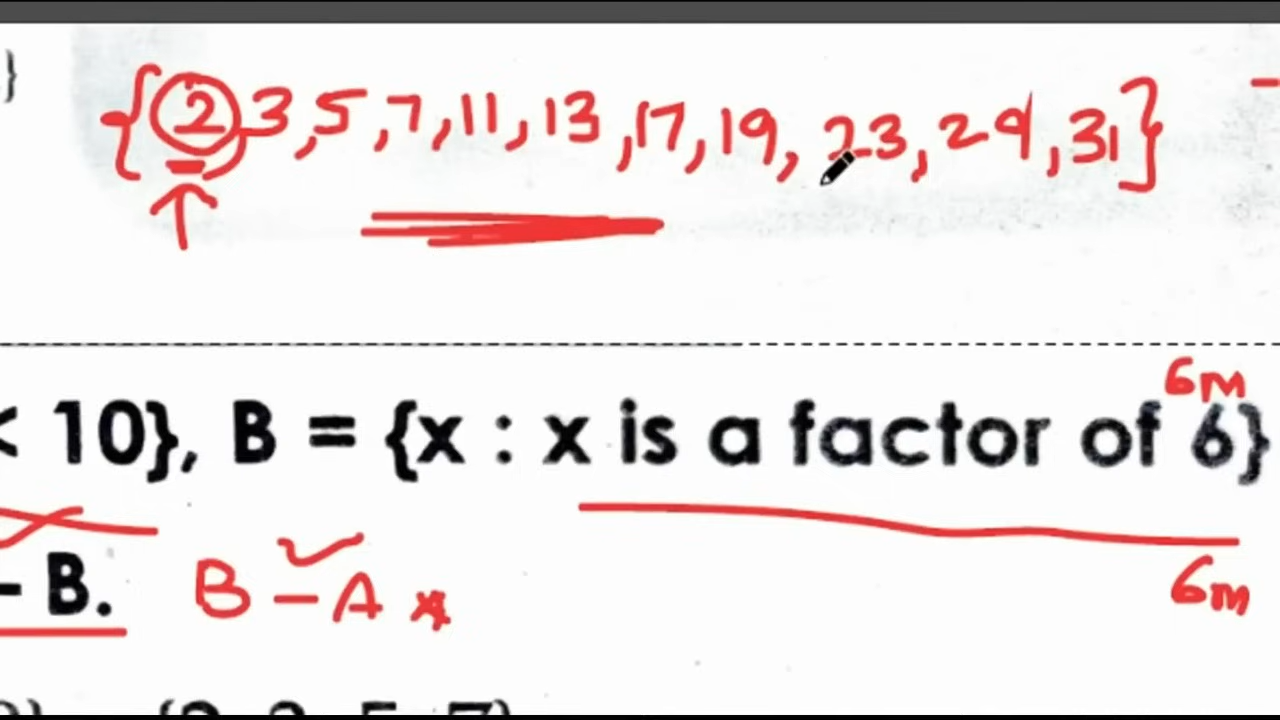 }
{2, 3, 5, 7, 11, 13, 17, 19, 23, 29, 31}
6m
< 10}, B = {x : x is a factor of 6}
- B. B - A *
6m